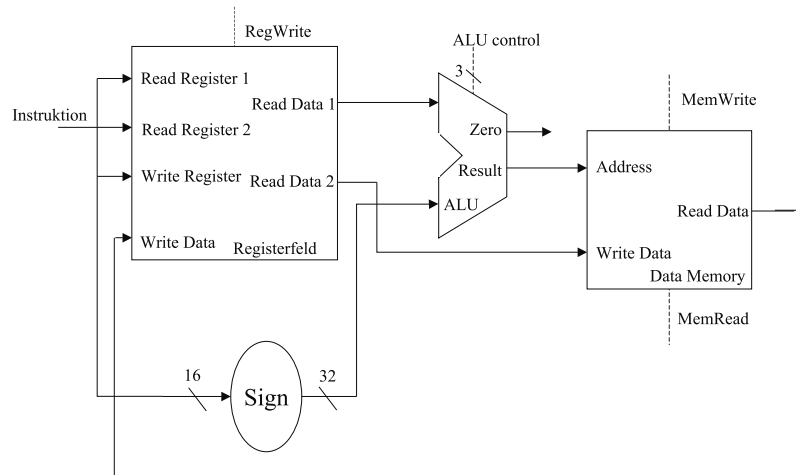 RegWrite
ALU control
3
Read Register 1
Read Data 1
MemWrite
Instruktion
Zero
Read Register 2
Result
Address
Write Register
Read Data 2
ALU
Read Data
Write Data
Registerfeld
Write Data
Data Memory
MemRead
16
32
Sign